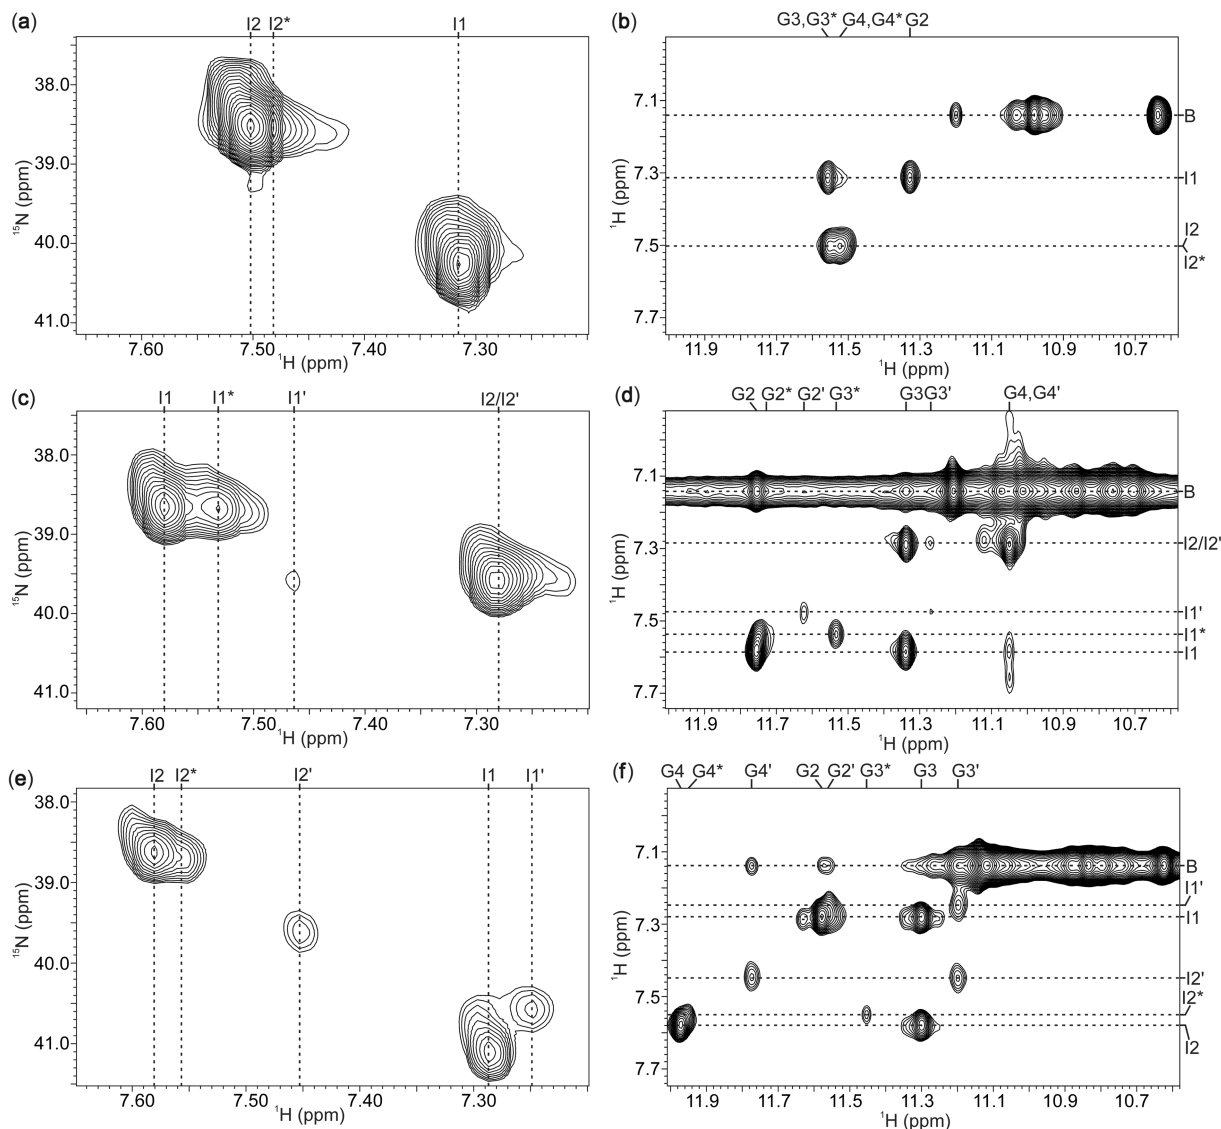 (a)
I2 I2* I1
38.0
39.0
40.0
41.0
15N (ppm)
7.60 7.50 7.40 7.30
1H (ppm)
(b)
G3,G3* G4,G4* G2
7.1
7.3
7.5
7.7
1H (ppm)
B
I1
I2
I2*
11.9 11.7 11.5 11.3 11.1 10.9 10.7
1H (ppm)
(c)
I1 I1* I1' I2/I2'
38.0
39.0
40.0
41.0
15N (ppm)
7.60 7.50 7.40 7.30
1H (ppm)
(d)
G2 G2* G2' G3* G3 G3' G4,G4'
7.1
7.3
7.5
7.7
1H (ppm)
B
I2/I2'
I1'
I1*
I1
11.9 11.7 11.5 11.3 11.1 10.9 10.7
1H (ppm)
(e)
I2 I2* I2' I1 I1'
38.0
39.0
40.0
41.0
15N (ppm)
7.60 7.50 7.40 7.30
1H (ppm)
(f)
G4 G4* G4' G2 G2' G3* G3 G3'
7.1
7.3
7.5
7.7
1H (ppm)
B
I1'
I1
I2'
I2*
I2
11.9 11.7 11.5 11.3 11.1 10.9 10.7
1H (ppm)